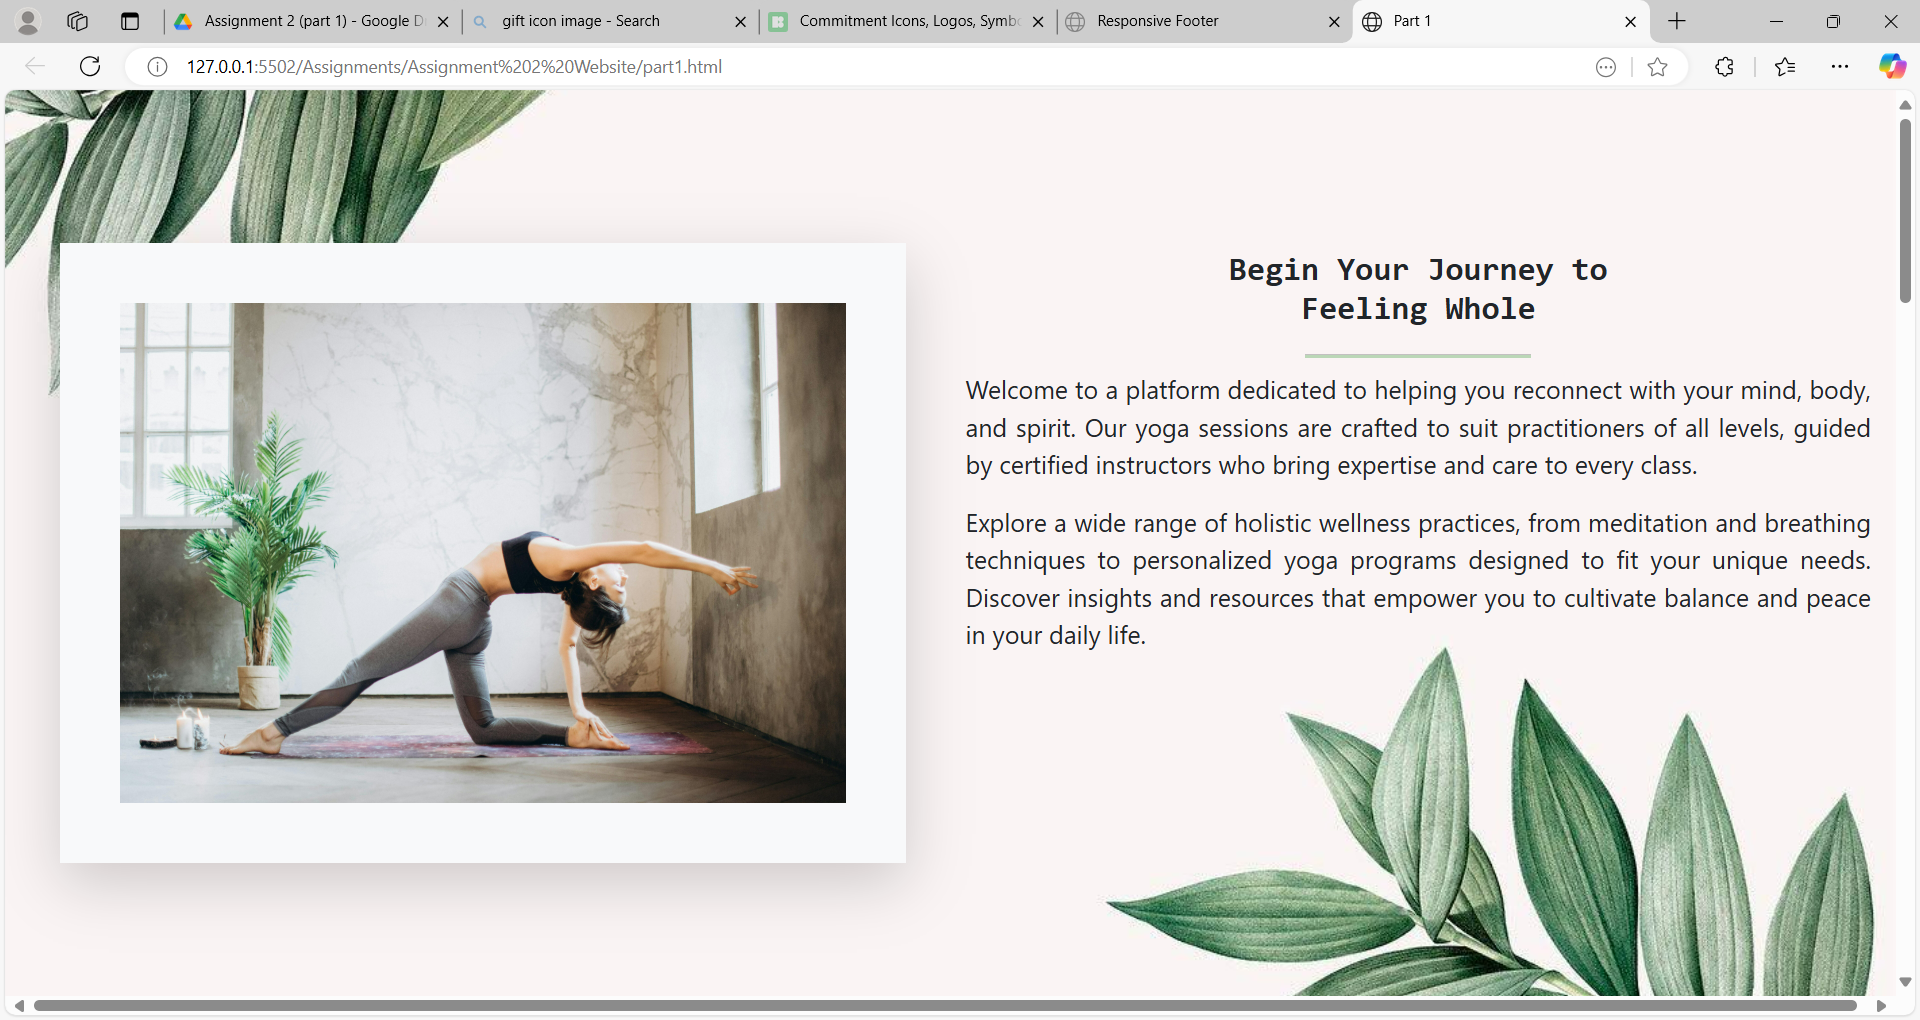 Assignment 2 (part 1) - Google D
gift icon image - Search
Commitment Icons, Logos, Symb
Responsive Footer
Part 1
127.0.0.1:5502/Assignments/Assignment%202%20Website/part1.html
Begin Your Journey to
Feeling Whole
Welcome to a platform dedicated to helping you reconnect with your mind, body,
and spirit. Our yoga sessions are crafted to suit practitioners of all levels, guided
by certified instructors who bring expertise and care to every class.
Explore a wide range of holistic wellness practices, from meditation and breathing
techniques to personalized yoga programs designed to fit your unique needs.
Discover insights and resources that empower you to cultivate balance and peace
in your daily life.